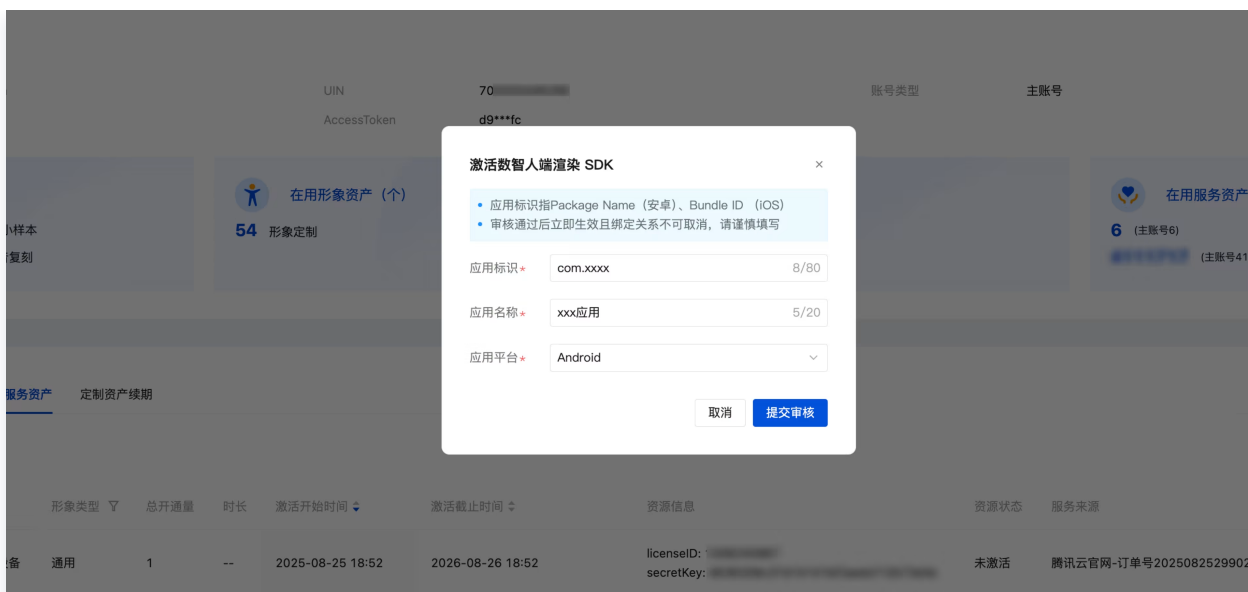 UIN
70
账号类型
主账号
AccessToken
d9***fc
激活数智人端渲染 SDK
×
应用标识指Package Name（安卓）、Bundle ID （iOS）
审核通过后立即生效且绑定关系不可取消，请谨慎填写
应用标识* com.xxxx 8/80
应用名称* xxx应用 5/20
应用平台* Android
取消 提交审核
在用形象资产（个）
54 形象定制
小样本
复刻
在用服务资产
6 (主账号6)
(主账号41
服务资产 定制资产续期
形象类型 总开通量 时长 激活开始时间 激活截止时间 资源信息 资源状态 服务来源
设备 通用 1 -- 2025-08-25 18:52 2026-08-26 18:52 licenseID: 未激活 腾讯云官网-订单号2025082529902
secretKey: